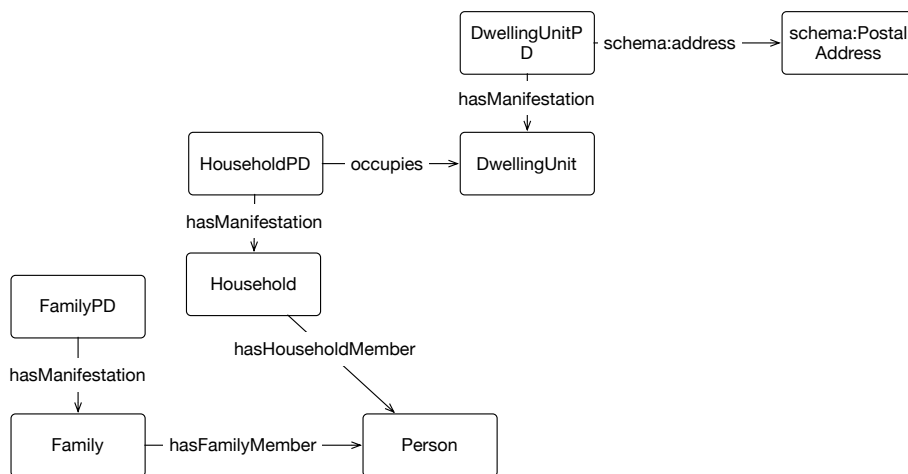 DwellingUnitP
D
schema:address
schema:Postal
Address
hasManifestation
HouseholdPD
occupies
DwellingUnit
hasManifestation
Household
FamilyPD
hasHouseholdMember
hasManifestation
Family
hasFamilyMember
Person